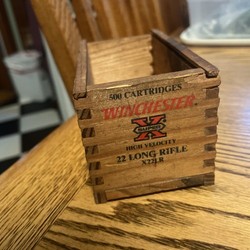 500 CARTRIDGES
WINCHESTER
X
HIGH VELOCITY
22 LONG RIFLE
X22LR